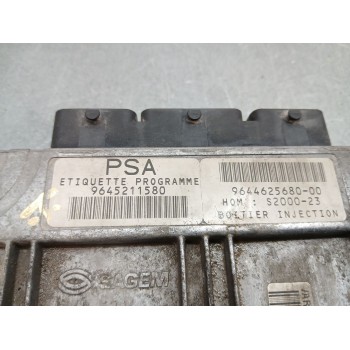 PSA
ETIQUETTE PROGRAMME
9645211580
9644625680-00
HOM : S2000-23
BOITIER INJECTION
SAGEM